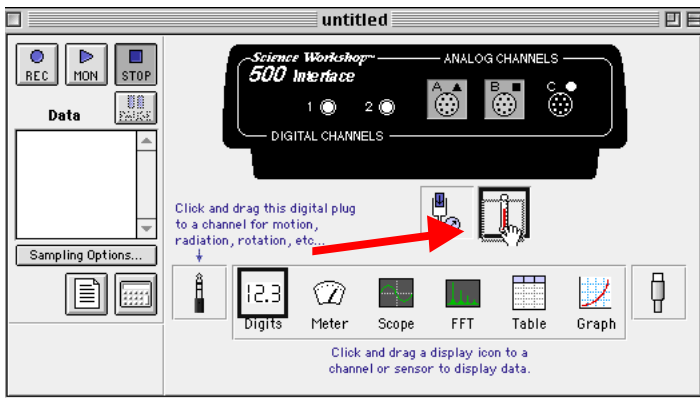 untitled
REC
MON
STOP
PAUSE
Data
Sampling Options...
Science Workshop™
500 Interface
ANALOG CHANNELS
A
B
C
1
2
DIGITAL CHANNELS
Click and drag this digital plug
to a channel for motion,
radiation, rotation, etc...
12.3
Digits
Meter
Scope
FFT
Table
Graph
Click and drag a display icon to a
channel or sensor to display data.